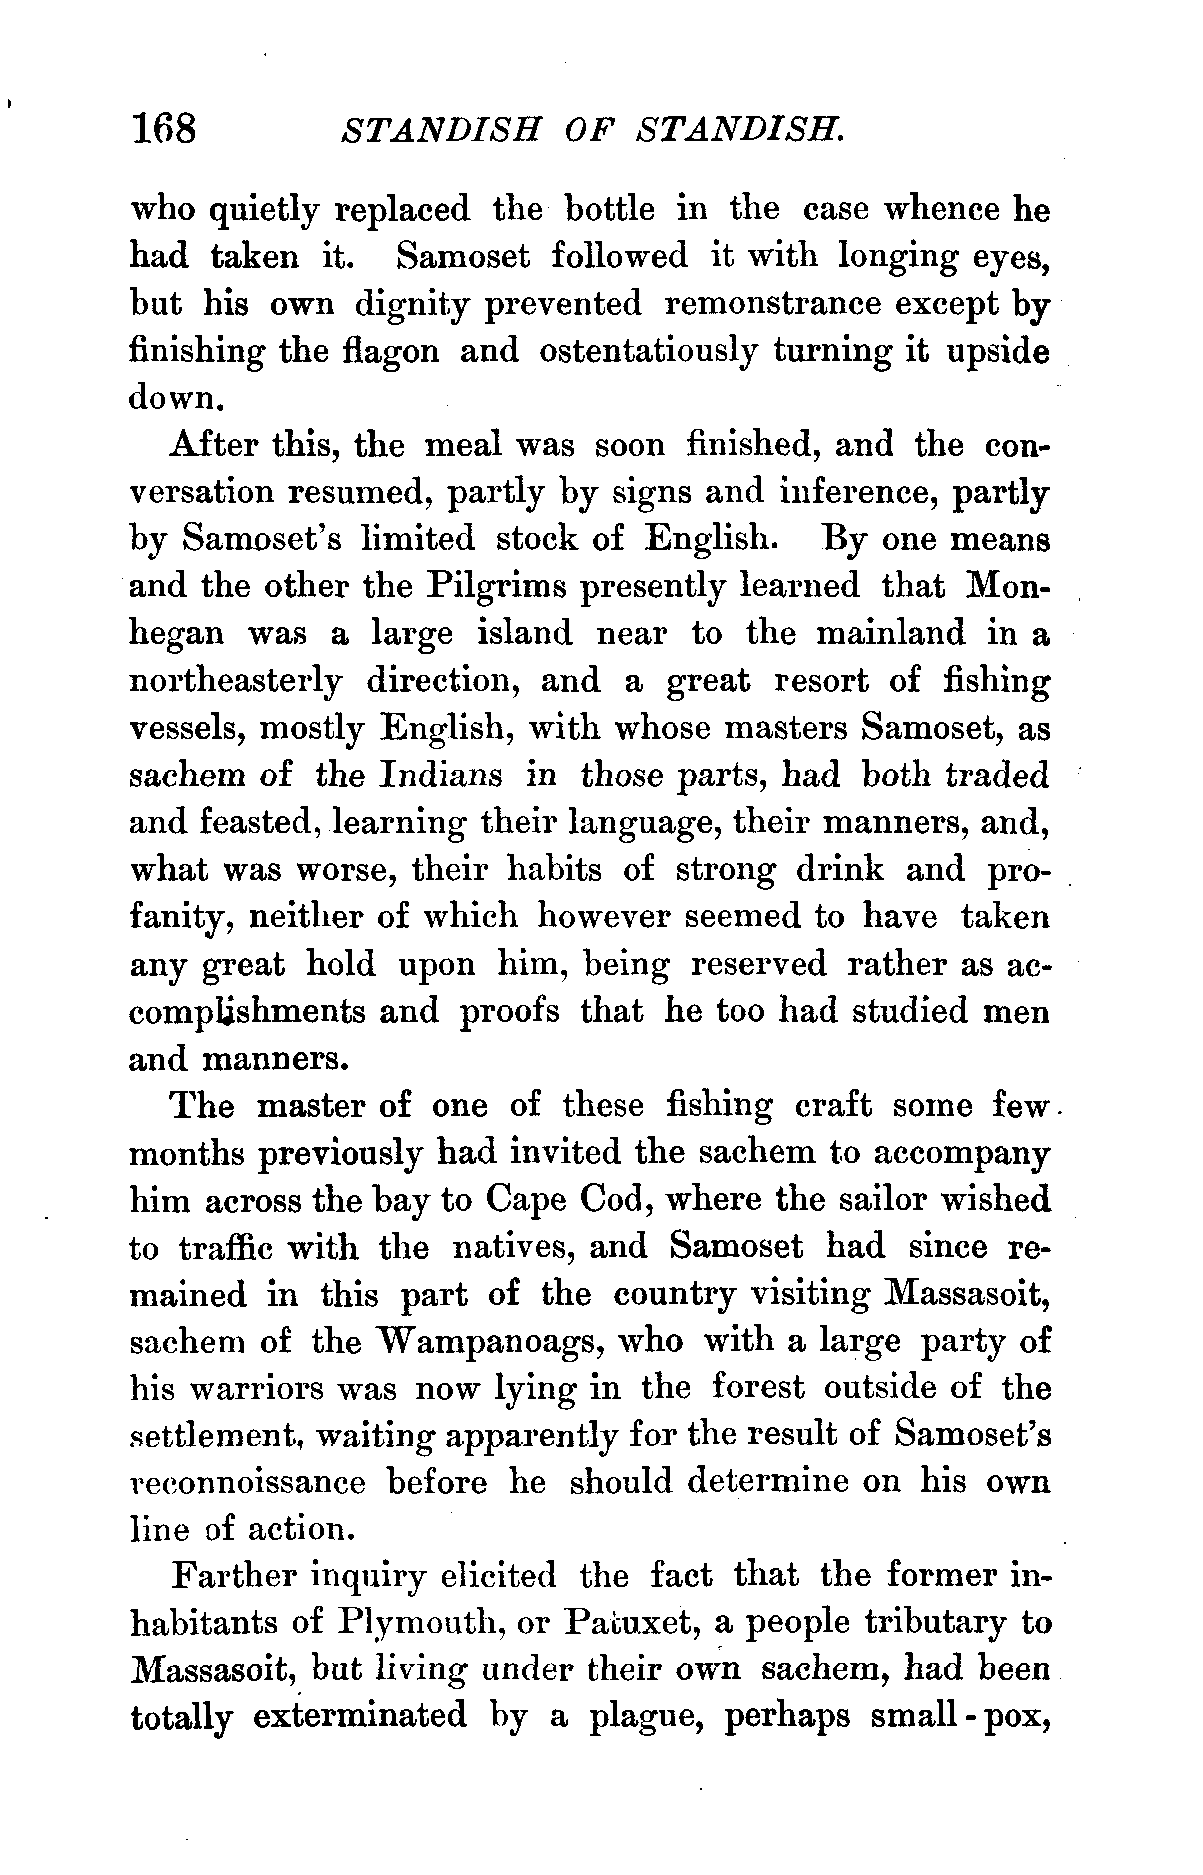 168 STANDISH OF STANDISH.
who quietly replaced the bottle in the case whence he
had taken it. Samoset followed it with longing eyes,
but his own dignity prevented remonstrance except by
finishing the flagon and ostentatiously turning it upside
down.
After this, the meal was soon finished, and the con-
versation resumed, partly by signs and inference, partly
by Samoset's limited stock of English. By one means
and the other the Pilgrims presently learned that Mon-
hegan was a large island near to the mainland in a
northeasterly direction, and a great resort of fishing
vessels, mostly English, with whose masters Samoset, as
sachem of the Indians in those parts, had both traded
and feasted, learning their language, their manners, and,
what was worse, their habits of strong drink and pro-
fanity, neither of which however seemed to have taken
any great hold upon him, being reserved rather as ac-
complishments and proofs that he too had studied men
and manners.
The master of one of these fishing craft some few
months previously had invited the sachem to accompany
him across the bay to Cape Cod, where the sailor wished
to traffic with the natives, and Samoset had since re-
mained in this part of the country visiting Massasoit,
sachem of the Wampanoags, who with a large party of
his warriors was now lying in the forest outside of the
settlement, waiting apparently for the result of Samoset's
reconnoissance before he should determine on his own
line of action.
Farther inquiry elicited the fact that the former in-
habitants of Plymouth, or Patuxet, a people tributary to
Massasoit, but living under their own sachem, had been
totally exterminated by a plague, perhaps small-pox,